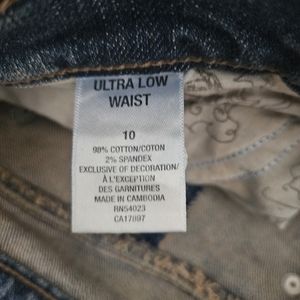 ULTRA LOW
WAIST
10
98% COTTON/COTON
2% SPANDEX
EXCLUSIVE OF DECORATION/
À L'EXCEPTION
DES GARNITURES
MADE IN CAMBODIA
RN54023
CA17897